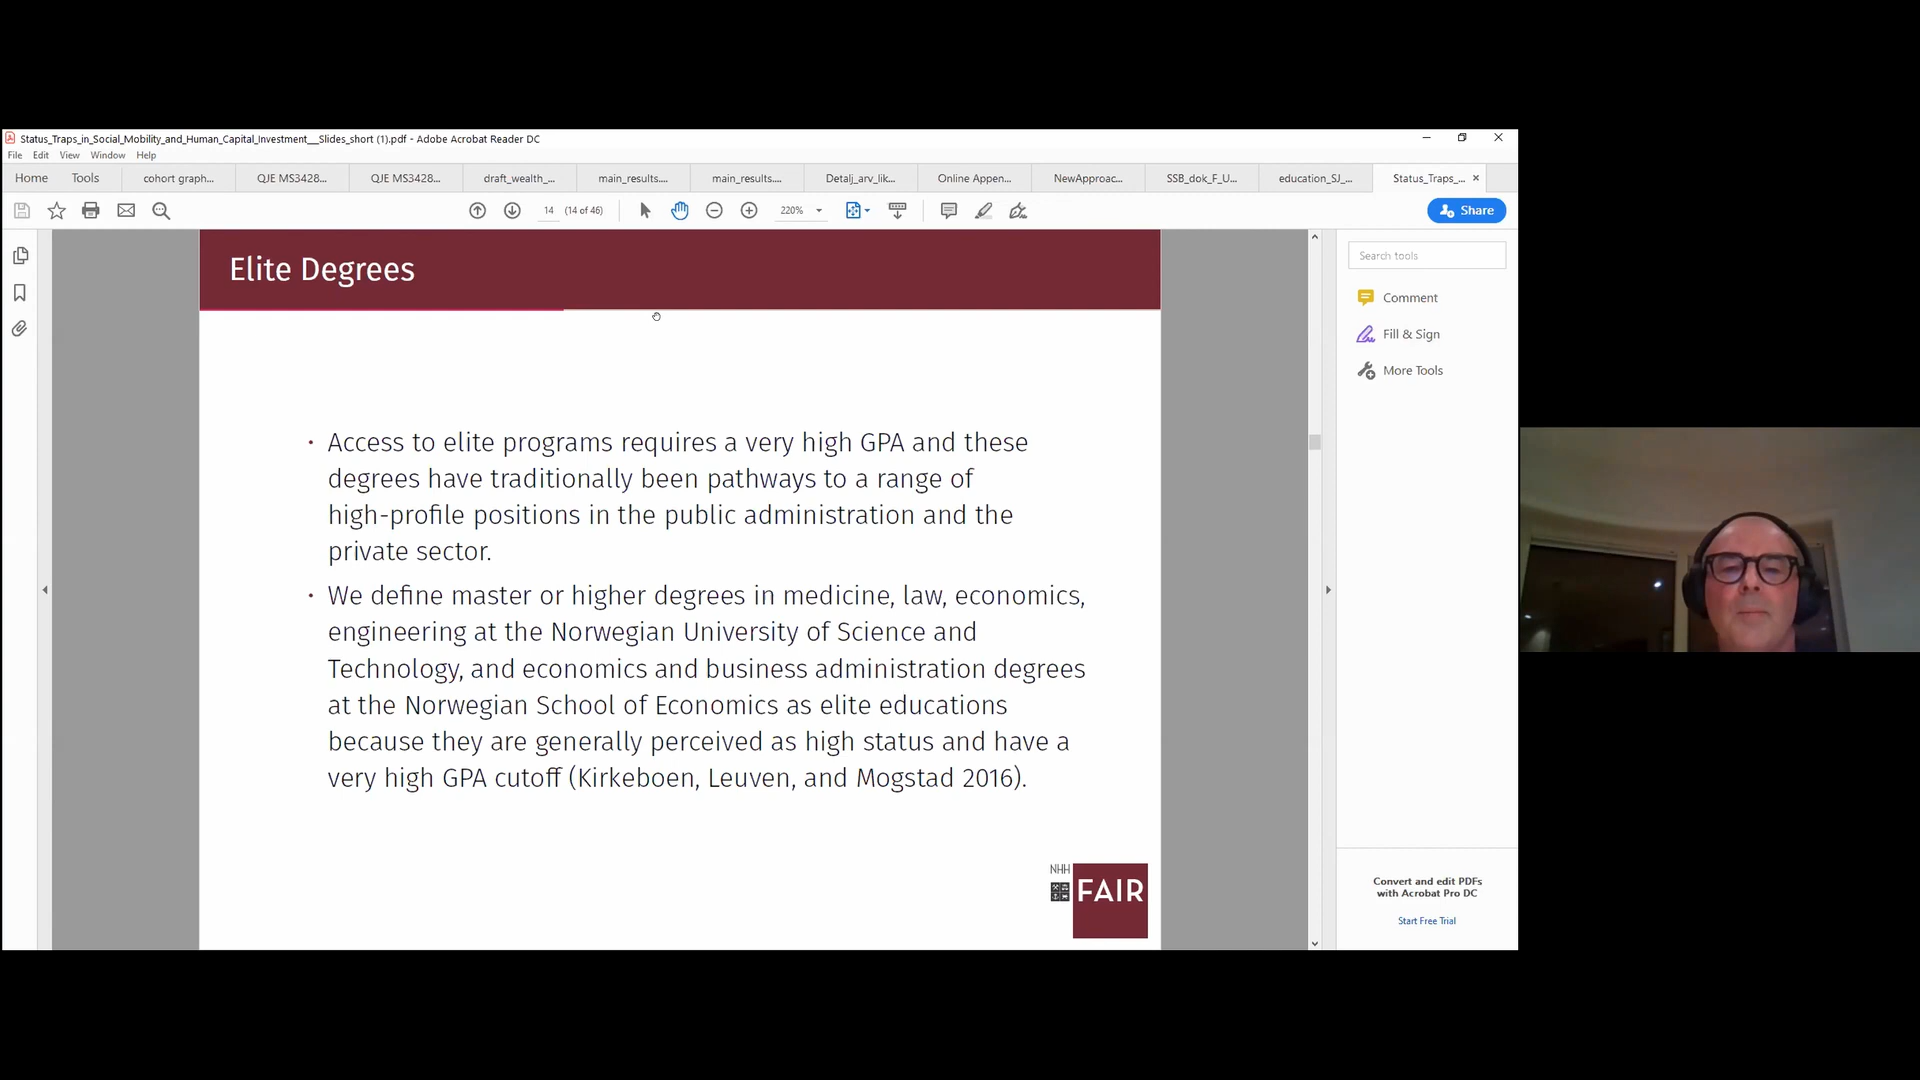 Status_Traps_in_Social_Mobility_and_Human_Capital_Investment__Slides_short (1).pdf - Adobe Acrobat Reader DC
File Edit View Window Help
Home Tools cohort graph... QJE MS3428... QJE MS3428... draft_wealth_... main_results.... main_results.... Detalj_arv_lik... Online Appen... NewApproac... SSB_dok_F_U... education_SJ_... Status_Traps_... ×
14 (14 of 46) 220% Share
Elite Degrees
Search tools
Comment
Fill & Sign
More Tools
• Access to elite programs requires a very high GPA and these
degrees have traditionally been pathways to a range of
high-profile positions in the public administration and the
private sector.
• We define master or higher degrees in medicine, law, economics,
engineering at the Norwegian University of Science and
Technology, and economics and business administration degrees
at the Norwegian School of Economics as elite educations
because they are generally perceived as high status and have a
very high GPA cutoff (Kirkeboen, Leuven, and Mogstad 2016).
NHH
FAIR
Convert and edit PDFs
with Acrobat Pro DC
Start Free Trial